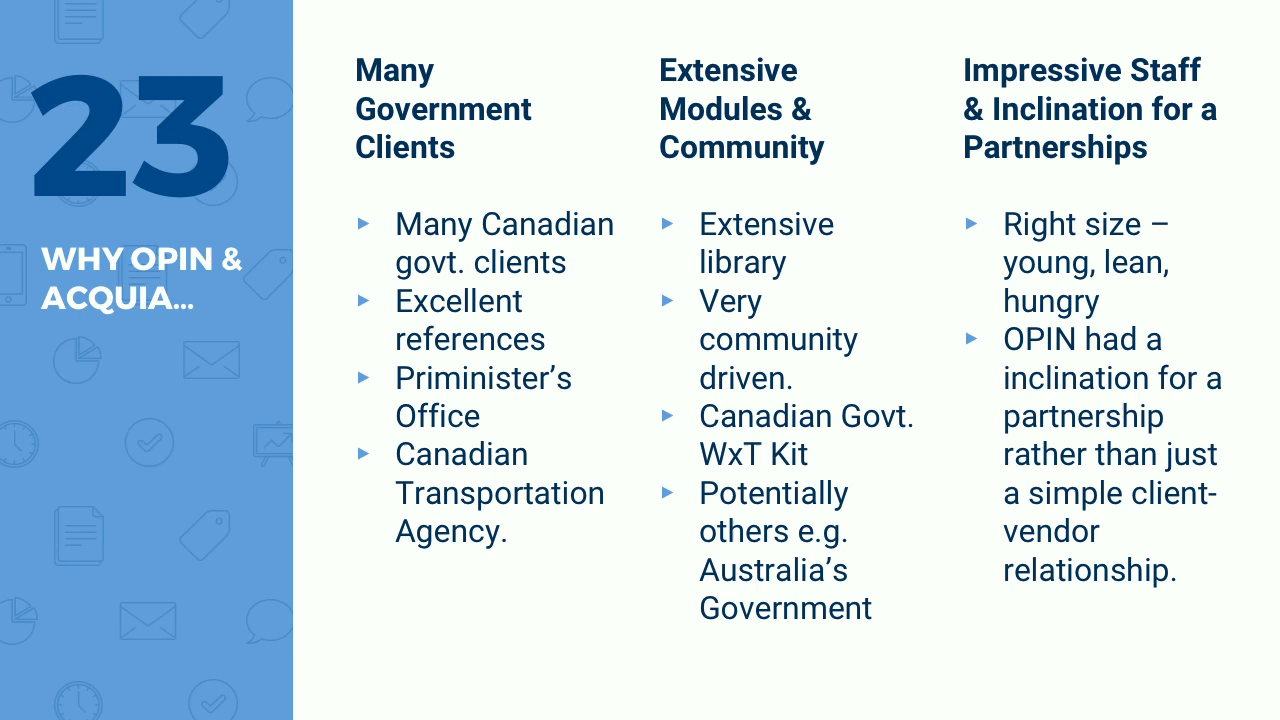 23
WHY OPIN &
ACQUIA...
Many
Government
Clients
▸ Many Canadian
govt. clients
▸ Excellent
references
▸ Priminister’s
Office
▸ Canadian
Transportation
Agency.
Extensive
Modules &
Community
▸ Extensive
library
▸ Very
community
driven.
▸ Canadian Govt.
WxT Kit
▸ Potentially
others e.g.
Australia’s
Government
Impressive Staff
& Inclination for a
Partnerships
▸ Right size –
young, lean,
hungry
▸ OPIN had a
inclination for a
partnership
rather than just
a simple client-
vendor
relationship.